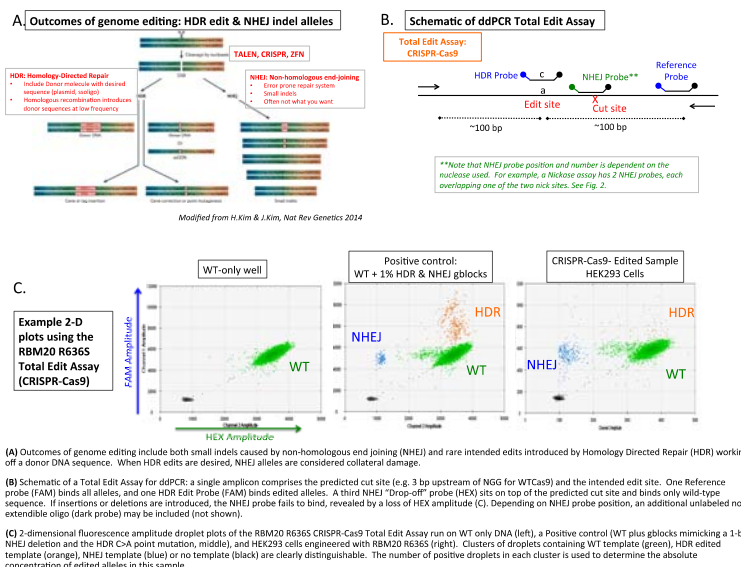 A. Outcomes of genome editing: HDR edit & NHEJ indel alleles
TALEN, CRISPR, ZFN
HDR: Homology-Directed Repair
• Include Donor molecule with desired
sequence (plasmid, ssoligo)
• Homologous recombination introduces
donor sequences at low frequency
NHEJ: Non-homologous end-joining
• Error prone repair system
• Small indels
• Often not what you want
Modified from H.Kim & J.Kim, Nat Rev Genetics 2014
B. Schematic of ddPCR Total Edit Assay
Total Edit Assay:
CRISPR-Cas9
HDR Probe
c
NHEJ Probe**
Reference
Probe
a
Edit site
X
Cut site
~100 bp
~100 bp
**Note that NHEJ probe position and number is dependent on the
nuclease used. For example, a Nickase assay has 2 NHEJ probes, each
overlapping one of the two nick sites. See Fig. 2.
C.
Example 2-D
plots using the
RBM20 R636S
Total Edit Assay
(CRISPR-Cas9)
WT-only well
WT
FAM Amplitude
HEX Amplitude
Positive control:
WT + 1% HDR & NHEJ gblocks
HDR
NHEJ
WT
CRISPR-Cas9- Edited Sample
HEK293 Cells
HDR
NHEJ
WT
(A) Outcomes of genome editing include both small indels caused by non-homologous end joining (NHEJ) and rare intended edits introduced by Homology Directed Repair (HDR) workin
off a donor DNA sequence. When HDR edits are desired, NHEJ alleles are considered collateral damage.
(B) Schematic of a Total Edit Assay for ddPCR: a single amplicon comprises the predicted cut site (e.g. 3 bp upstream of NGG for WTCas9) and the intended edit site. One Reference
probe (FAM) binds all alleles, and one HDR Edit Probe (FAM) binds edited alleles. A third NHEJ "Drop-off" probe (HEX) sits on top of the predicted cut site and binds only wild-type
sequence. If insertions or deletions are introduced, the NHEJ probe fails to bind, revealed by a loss of HEX amplitude (C). Depending on NHEJ probe position, an additional unlabeled no
extendible oligo (dark probe) may be included (not shown).
(C) 2-dimensional fluorescence amplitude droplet plots of the RBM20 R636S CRISPR-Cas9 Total Edit Assay run on WT only DNA (left), a Positive control (WT plus gblocks mimicking a 1-b
NHEJ deletion and the HDR C>A point mutation, middle), and HEK293 cells engineered with RBM20 R636S (right). Clusters of droplets containing WT template (green), HDR edited
template (orange), NHEJ template (blue) or no template (black) are clearly distinguishable. The number of positive droplets in each cluster is used to determine the absolute
concentration of edited alleles in this sample.